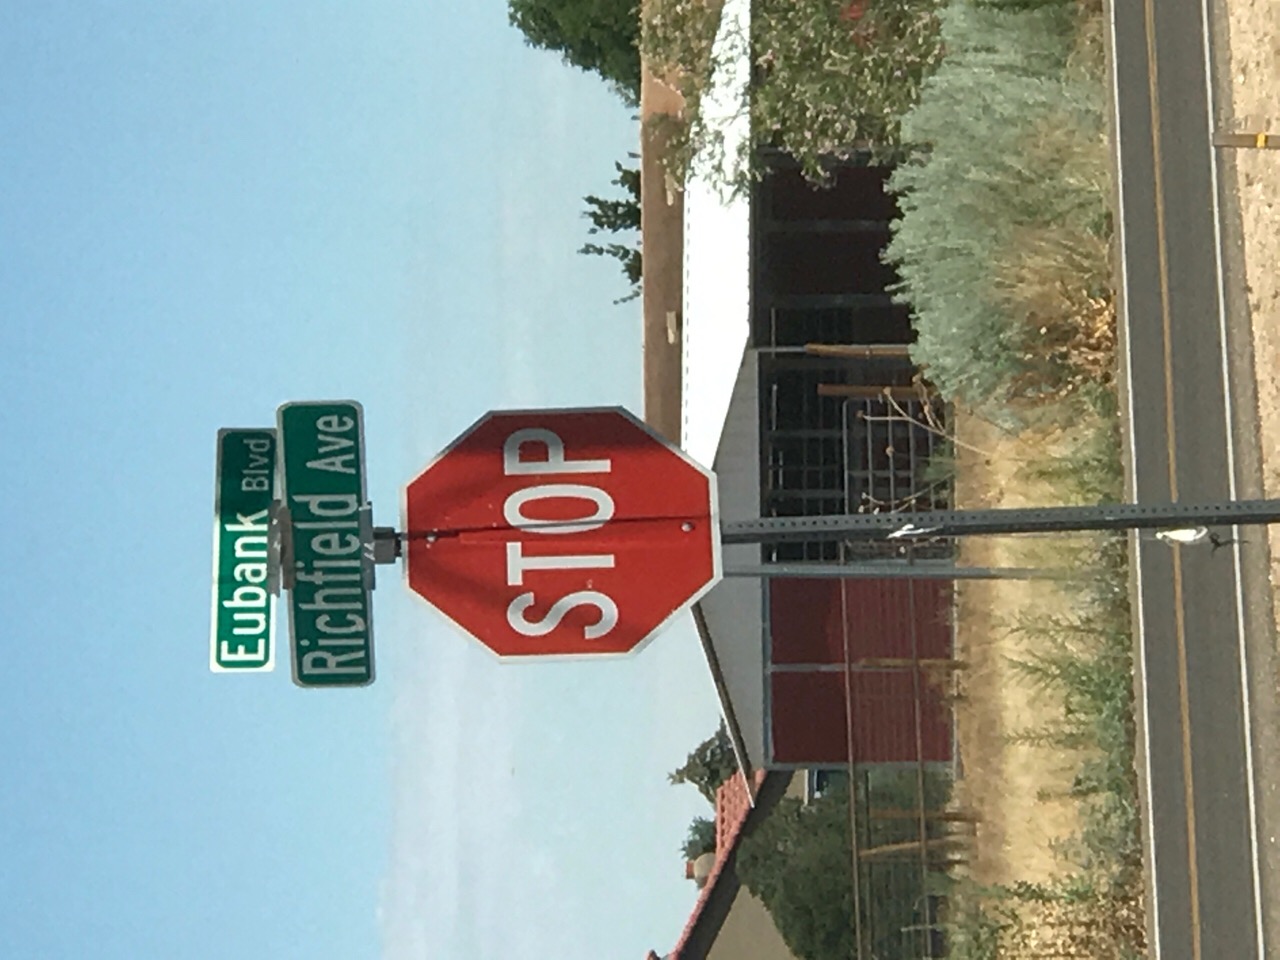 Eubank Blvd
Richfield Ave
STOP